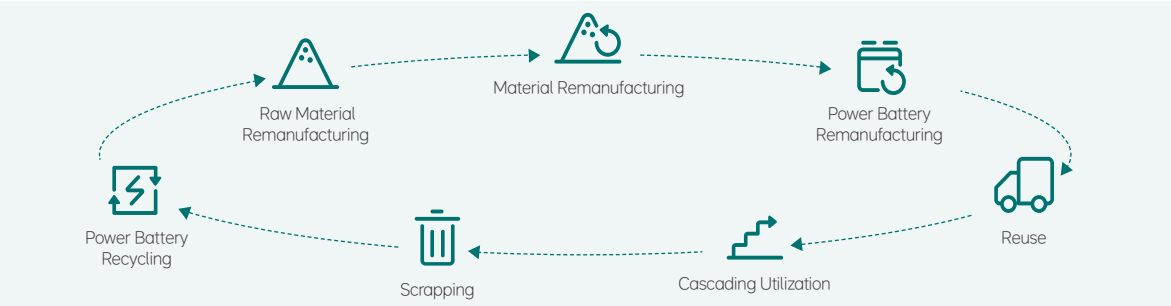 Raw Material
Remanufacturing
Material Remanufacturing
Power Battery
Remanufacturing
Reuse
Cascading Utilization
Scrapping
Power Battery
Recycling